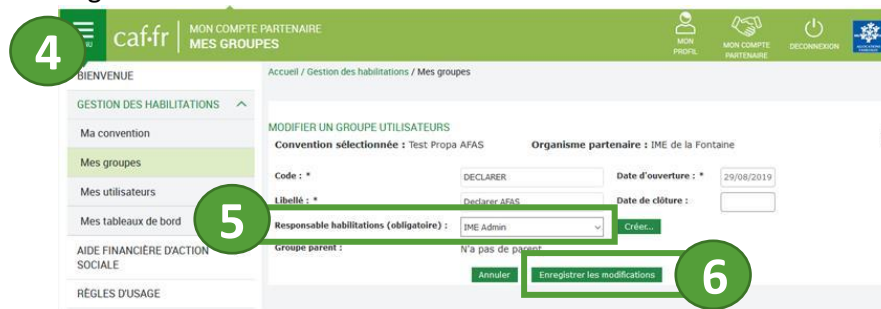 4
caf·fr
MON COMPTE PARTENAIRE
MES GROUPES
MON PROFIL
MON COMPTE PARTENAIRE
DECONNEXION
BIENVENUE
GESTION DES HABILITATIONS
Ma convention
Mes groupes
Mes utilisateurs
Mes tableaux de bord
AIDE FINANCIÈRE D'ACTION
SOCIALE
RÈGLES D'USAGE
Accueil / Gestion des habilitations / Mes groupes
MODIFIER UN GROUPE UTILISATEURS
Convention sélectionnée : Test Propa AFAS Organisme partenaire : IME de la Fontaine
Code : * DECLARER Date d'ouverture : * 29/08/2019
Libellé : * Declarer AFAS Date de clôture :
5
Responsable habilitations (obligatoire) : IME Admin Créer...
Groupe parent : N'a pas de parent
Annuler Enregistrer les modifications
6